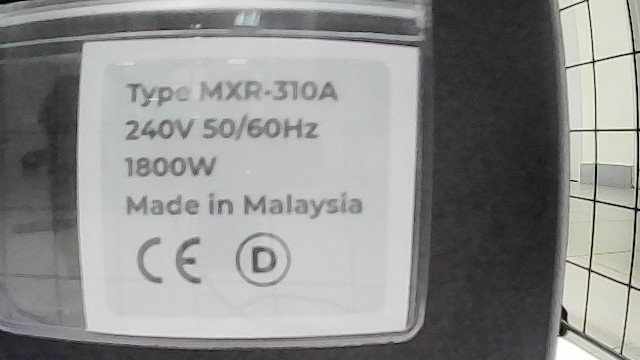 Type MXR-310A
240V 50/60Hz
1800W
Made in Malaysia
CE D